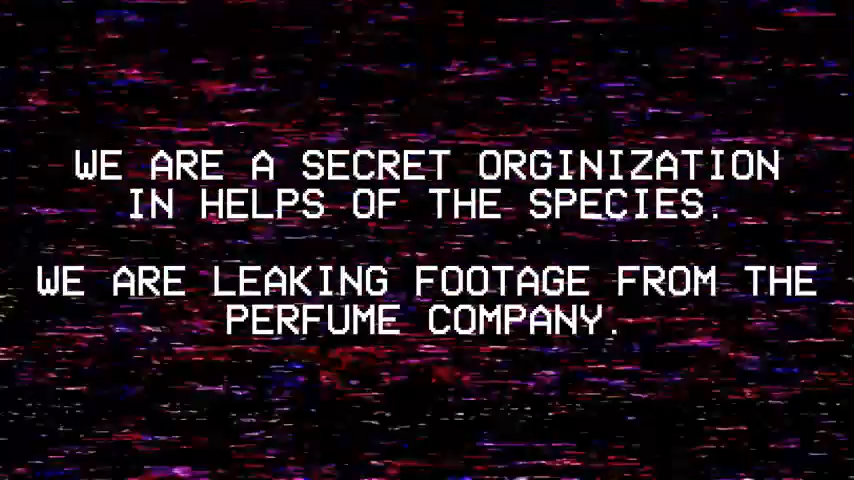 WE ARE A SECRET ORGINIZATION
IN HELPS OF THE SPECIES.
WE ARE LEAKING FOOTAGE FROM THE
PERFUME COMPANY.